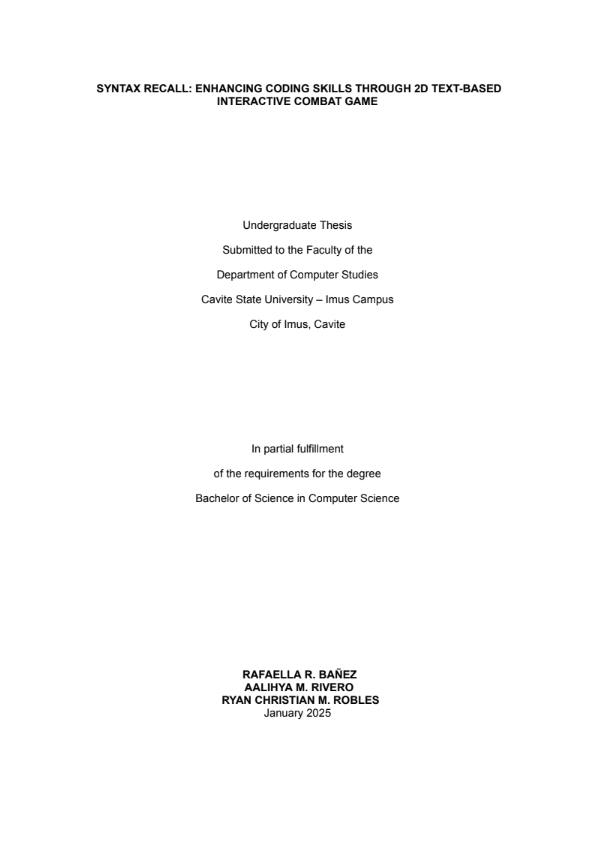 SYNTAX RECALL: ENHANCING CODING SKILLS THROUGH 2D TEXT-BASED
INTERACTIVE COMBAT GAME
Undergraduate Thesis
Submitted to the Faculty of the
Department of Computer Studies
Cavite State University – Imus Campus
City of Imus, Cavite
In partial fulfillment
of the requirements for the degree
Bachelor of Science in Computer Science
RAFAELLA R. BAÑEZ
AALIHYA M. RIVERO
RYAN CHRISTIAN M. ROBLES
January 2025